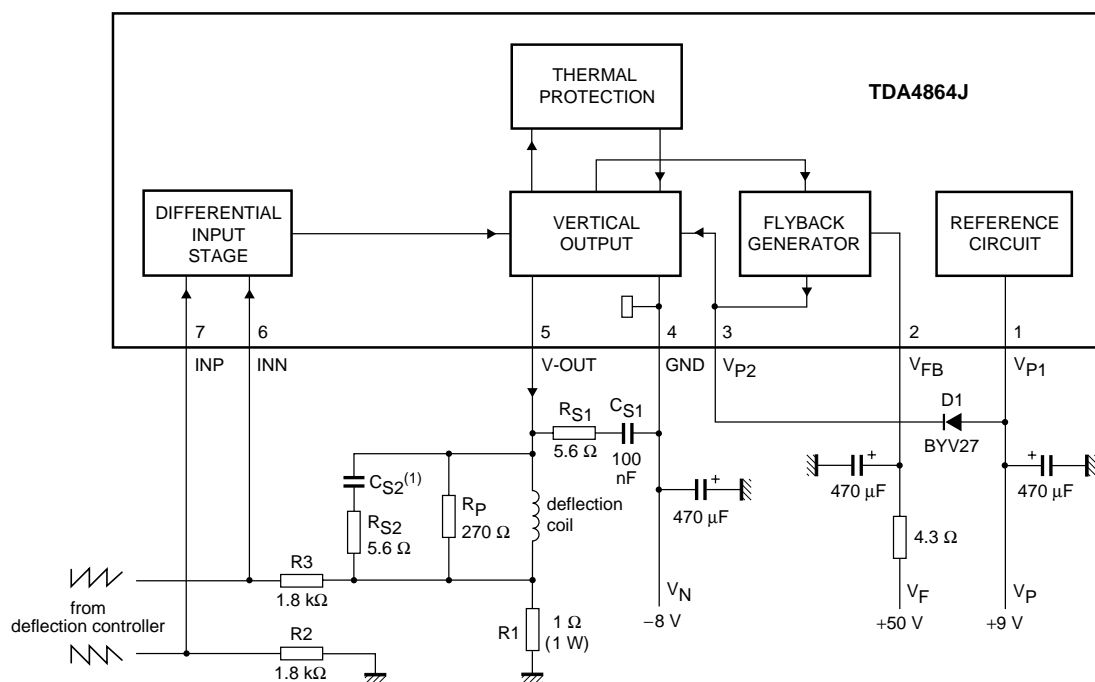 THERMAL
PROTECTION
TDA4864J
DIFFERENTIAL
INPUT
STAGE
VERTICAL
OUTPUT
FLYBACK
GENERATOR
REFERENCE
CIRCUIT
7 6 5 4 3 2 1
INP INN V-OUT GND VP2 VFB VP1
RS1
5.6 Ω
CS1
100
nF
D1
BYV27
CS2(1)
RS2
5.6 Ω
RP
270 Ω
deflection
coil
470 µF
+
470 µF
+
470 µF
+
4.3 Ω
R3
1.8 kΩ
from
deflection controller
R2
1.8 kΩ
R1
1 Ω
(1 W)
VN
−8 V
VF
+50 V
VP
+9 V